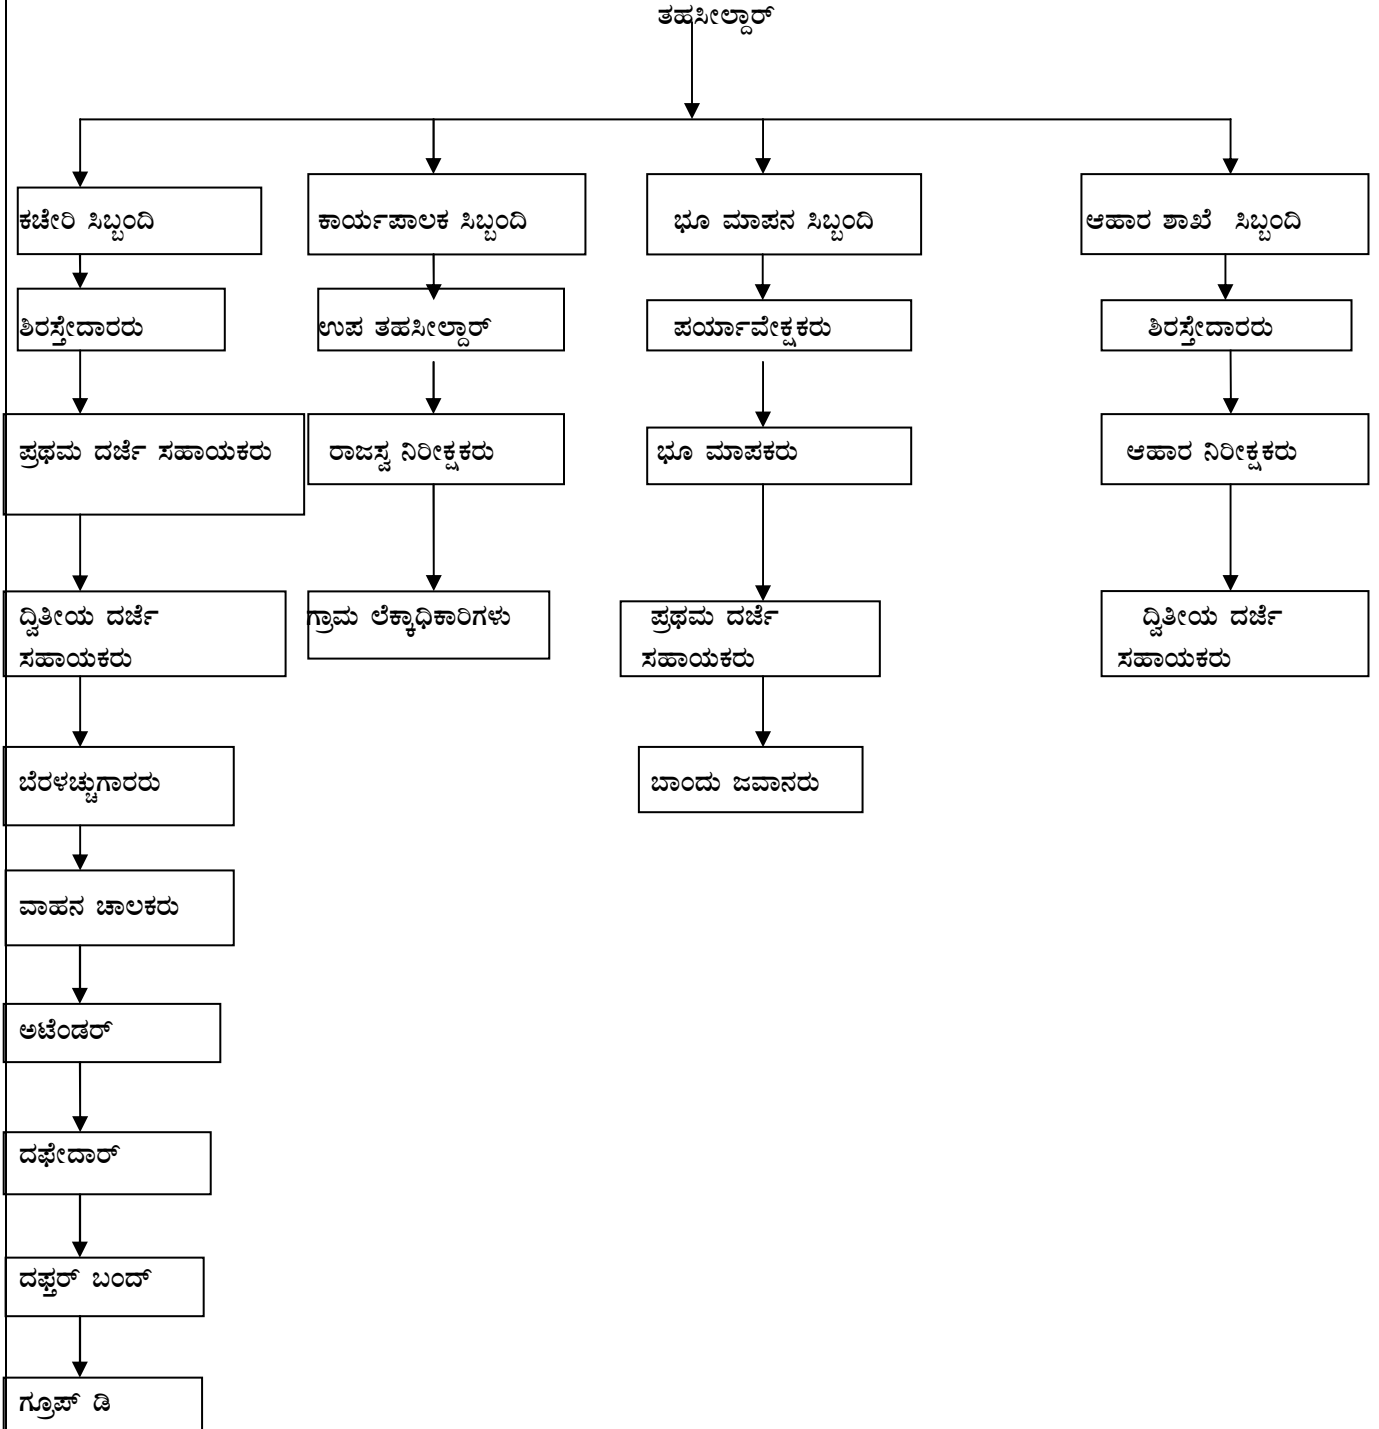 ತಹಸೀಲ್ದಾರ್
ಕಚೇರಿ ಸಿಬ್ಬಂದಿ
ಕಾರ್ಯಪಾಲಕ ಸಿಬ್ಬಂದಿ
ಭೂ ಮಾಪನ ಸಿಬ್ಬಂದಿ
ಆಹಾರ ಶಾಖೆ ಸಿಬ್ಬಂದಿ
ಶಿರಸ್ತೇದಾರರು
ಉಪ ತಹಸೀಲ್ದಾರ್
ಪರ್ಯಾವೇಕ್ಷಕರು
ಶಿರಸ್ತೇದಾರರು
ಪ್ರಥಮ ದರ್ಜೆ ಸಹಾಯಕರು
ರಾಜಸ್ವ ನಿರೀಕ್ಷಕರು
ಭೂ ಮಾಪಕರು
ಆಹಾರ ನಿರೀಕ್ಷಕರು
ದ್ವಿತೀಯ ದರ್ಜೆ
ಸಹಾಯಕರು
ಗ್ರಾಮ ಲೆಕ್ಕಾಧಿಕಾರಿಗಳು
ಪ್ರಥಮ ದರ್ಜೆ
ಸಹಾಯಕರು
ದ್ವಿತೀಯ ದರ್ಜೆ
ಸಹಾಯಕರು
ಬೆರಳಚ್ಚುಗಾರರು
ಬಾಂದು ಜವಾನರು
ವಾಹನ ಚಾಲಕರು
ಅಟೆಂಡರ್
ದಫೇದಾರ್
ದಫ್ತರ್ ಬಂದ್
ಗ್ರೂಪ್ ಡಿ